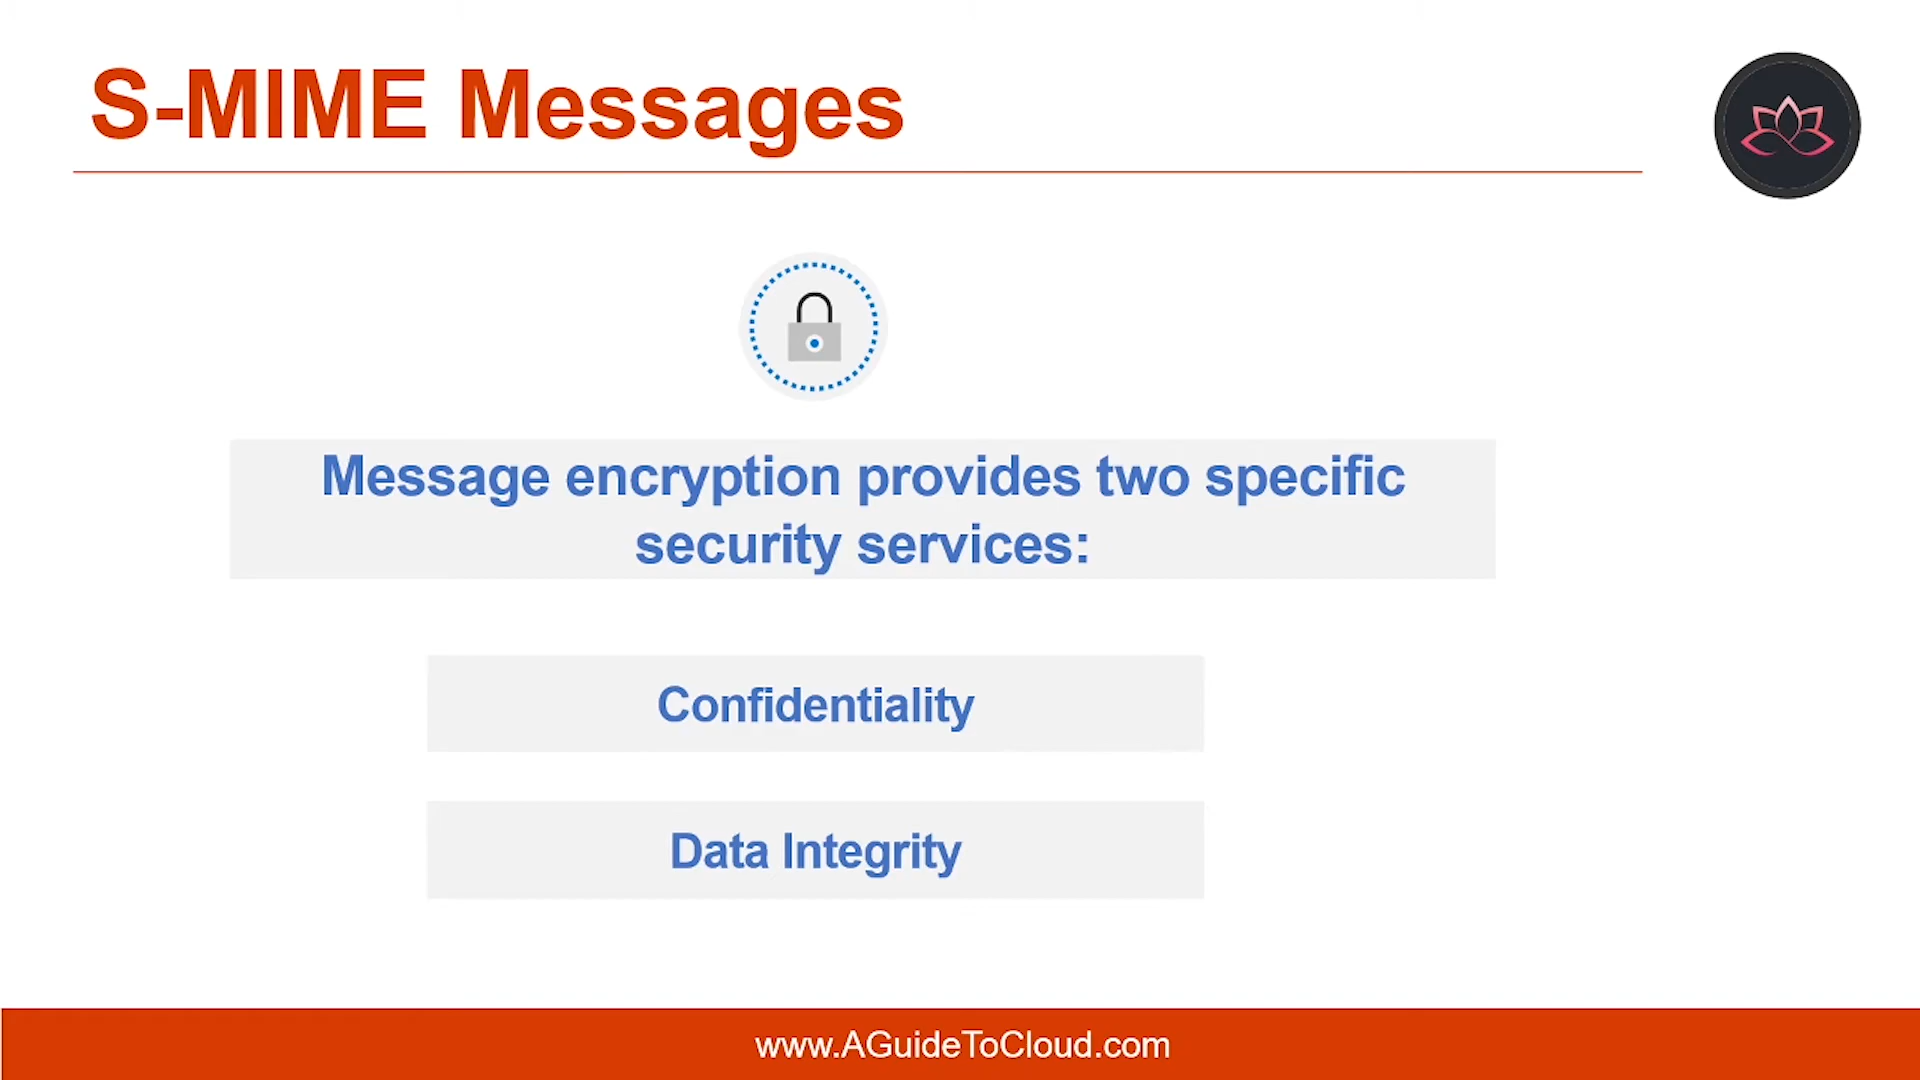 S-MIME Messages
Message encryption provides two specific
security services:
Confidentiality
Data Integrity
www.AGuideToCloud.com